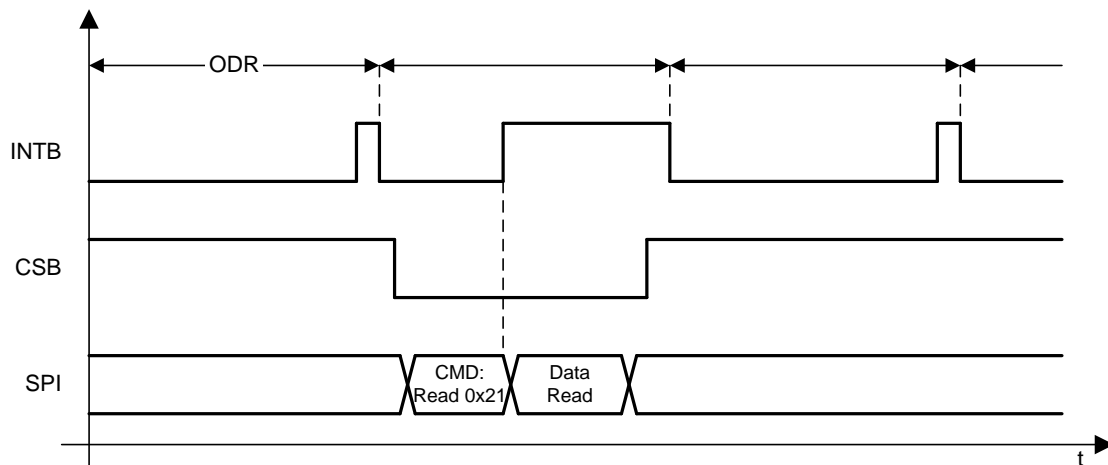 ODR
INTB
CSB
SPI
CMD:
Read 0x21
Data
Read
t